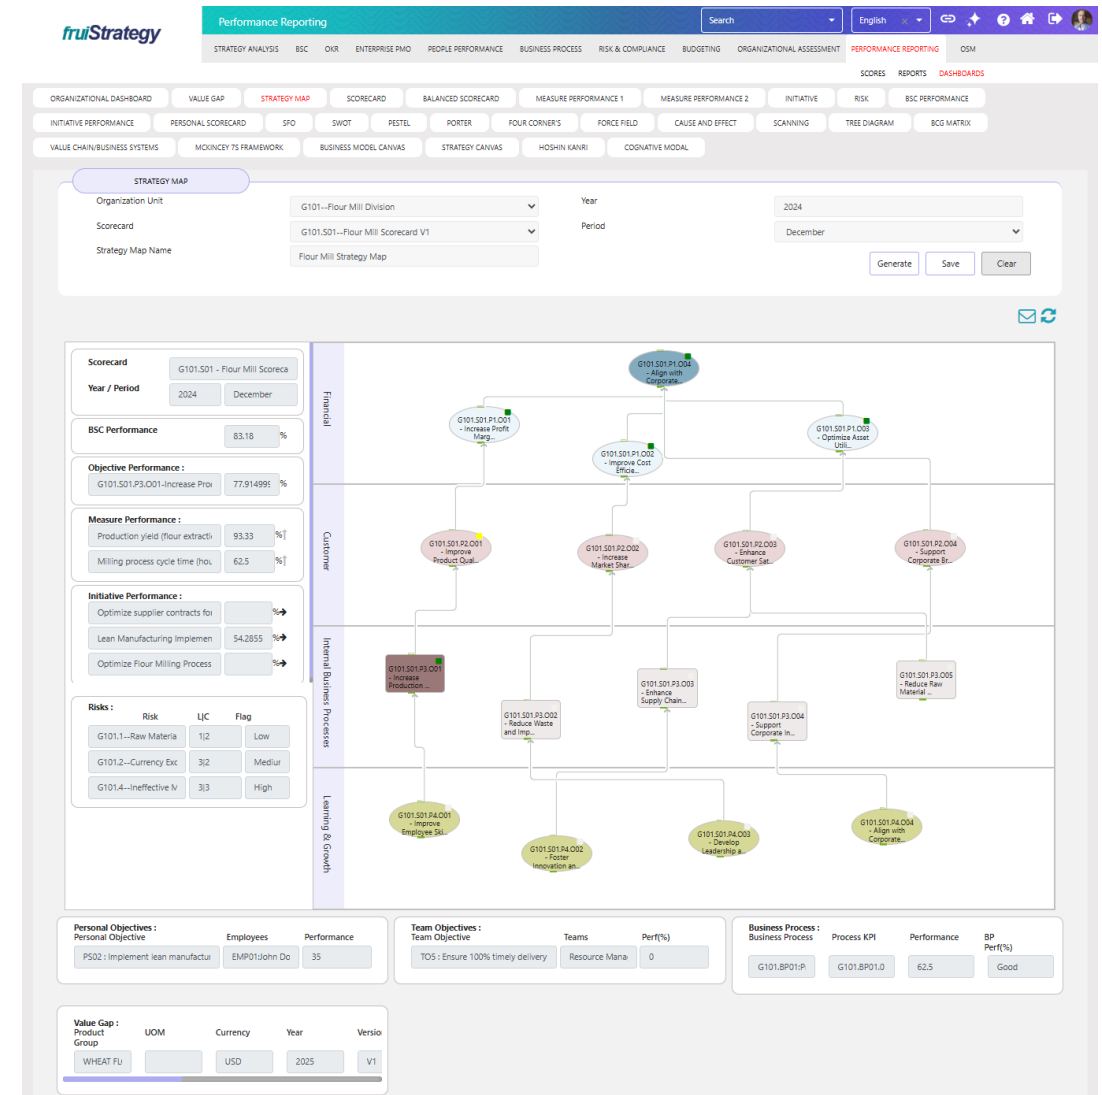 fruiStrategy
Performance Reporting
Search
English
STRATEGY ANALYSIS BSC OKR ENTERPRISE PMO PEOPLE PERFORMANCE BUSINESS PROCESS RISK & COMPLIANCE BUDGETING ORGANIZATIONAL ASSESSMENT PERFORMANCE REPORTING OSM
SCORES REPORTS DASHBOARDS
ORGANIZATIONAL DASHBOARD VALUE GAP STRATEGY MAP SCORECARD BALANCED SCORECARD MEASURE PERFORMANCE 1 MEASURE PERFORMANCE 2 INITIATIVE RISK BSC PERFORMANCE
INITIATIVE PERFORMANCE PERSONAL SCORECARD SFO SWOT PESTEL PORTER FOUR CORNER'S FORCE FIELD CAUSE AND EFFECT SCANNING TREE DIAGRAM BCG MATRIX
VALUE CHAIN/BUSINESS SYSTEMS MCKINCEY 7S FRAMEWORK BUSINESS MODEL CANVAS STRATEGY CANVAS HOSHIN KANRI COGNATIVE MODAL
STRATEGY MAP
Organization Unit G101--Flour Mill Division Year 2024
Scorecard G101.S01--Flour Mill Scorecard V1 Period December
Strategy Map Name Flour Mill Strategy Map
Generate Save Clear
Scorecard G101.S01 - Flour Mill Scoreca
Year / Period 2024 December
BSC Performance 83.18 %
Objective Performance :
G101.S01.P3.O01-Increase Pro 77.914999 %
Measure Performance :
Production yield (flour extracti 93.33 %
Milling process cycle time (hou 62.5 %
Initiative Performance :
Optimize supplier contracts for %
Lean Manufacturing Implemen 54.2855 %
Optimize Flour Milling Process %
Risks :
Risk L|C Flag
G101.1--Raw Materia 1|2 Low
G101.2--Currency Exc 3|2 Mediur
G101.4--Ineffective M 3|3 High
Financial
G101.S01.P1.O04
- Align with
Corporate...
G101.S01.P1.O01
- Increase Profit
Marg...
G101.S01.P1.O02
- Improve Cost
Efficie...
G101.S01.P1.O03
- Optimize Asset
Utili...
Customer
G101.S01.P2.O01
- Improve
Product Qual...
G101.S01.P2.O02
- Increase
Market Shar...
G101.S01.P2.O03
- Enhance
Customer Sat...
G101.S01.P2.O04
- Support
Corporate Br...
Internal Business Processes
G101.S01.P3.O01
- Increase
Production ...
G101.S01.P3.O02
- Reduce Waste
and Imp...
G101.S01.P3.O03
- Enhance
Supply Chain...
G101.S01.P3.O04
- Support
Corporate In...
G101.S01.P3.O05
- Reduce Raw
Material ...
Learning & Growth
G101.S01.P4.O01
- Improve
Employee Ski...
G101.S01.P4.O02
- Foster
Innovation an...
G101.S01.P4.O03
- Develop
Leadership a...
G101.S01.P4.O04
- Align with
Corporate...
Personal Objectives :
Personal Objective Employees Performance
PS02 : Implement lean manufactui EMP01:John Do 35
Team Objectives :
Team Objective Teams Perf(%)
TO5 : Ensure 100% timely delivery Resource Mana 0
Business Process :
Business Process Process KPI Performance BP
Perf(%)
G101.BP01:P G101.BP01.0 62.5 Good
Value Gap :
Product UOM Currency Year Versio
Group
WHEAT FL USD 2025 V1